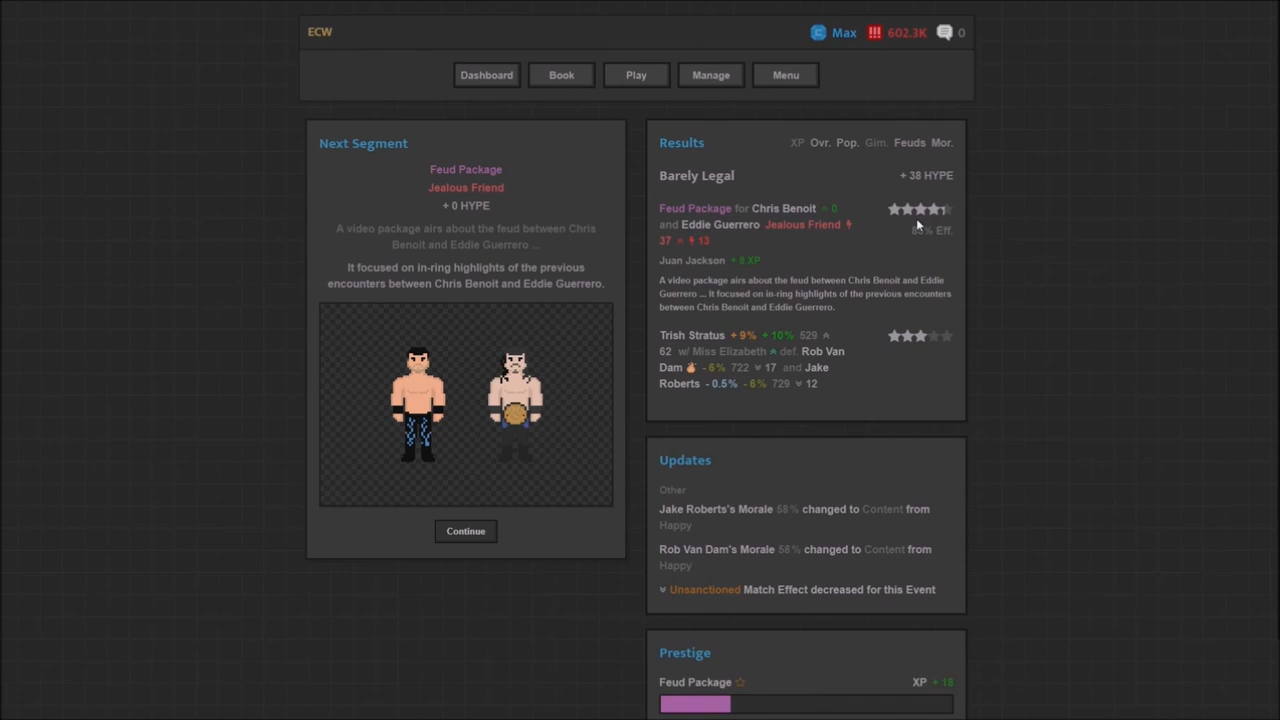 ECW
Max 602.3K 0
Dashboard Book Play Manage Menu
Next Segment
Feud Package
Jealous Friend
+ 0 HYPE
A video package airs about the feud between Chris
Benoit and Eddie Guerrero ...
It focused on in-ring highlights of the previous
encounters between Chris Benoit and Eddie Guerrero.
Continue
Results XP Ovr. Pop. Gim. Feuds Mor.
Barely Legal + 38 HYPE
Feud Package for Chris Benoit 0
and Eddie Guerrero Jealous Friend
37 13
% Eff.
Juan Jackson + 8 XP
A video package airs about the feud between Chris Benoit and Eddie
Guerrero ... It focused on in-ring highlights of the previous encounters
between Chris Benoit and Eddie Guerrero.
Trish Stratus + 9% + 10% 529
62 w/ Miss Elizabeth def. Rob Van
Dam - 6% 722 17 and Jake
Roberts - 0.5% - 6% 729 12
Updates
Other
Jake Roberts's Morale 58% changed to Content from
Happy
Rob Van Dam's Morale 58% changed to Content from
Happy
Unsanctioned Match Effect decreased for this Event
Prestige
Feud Package XP + 18